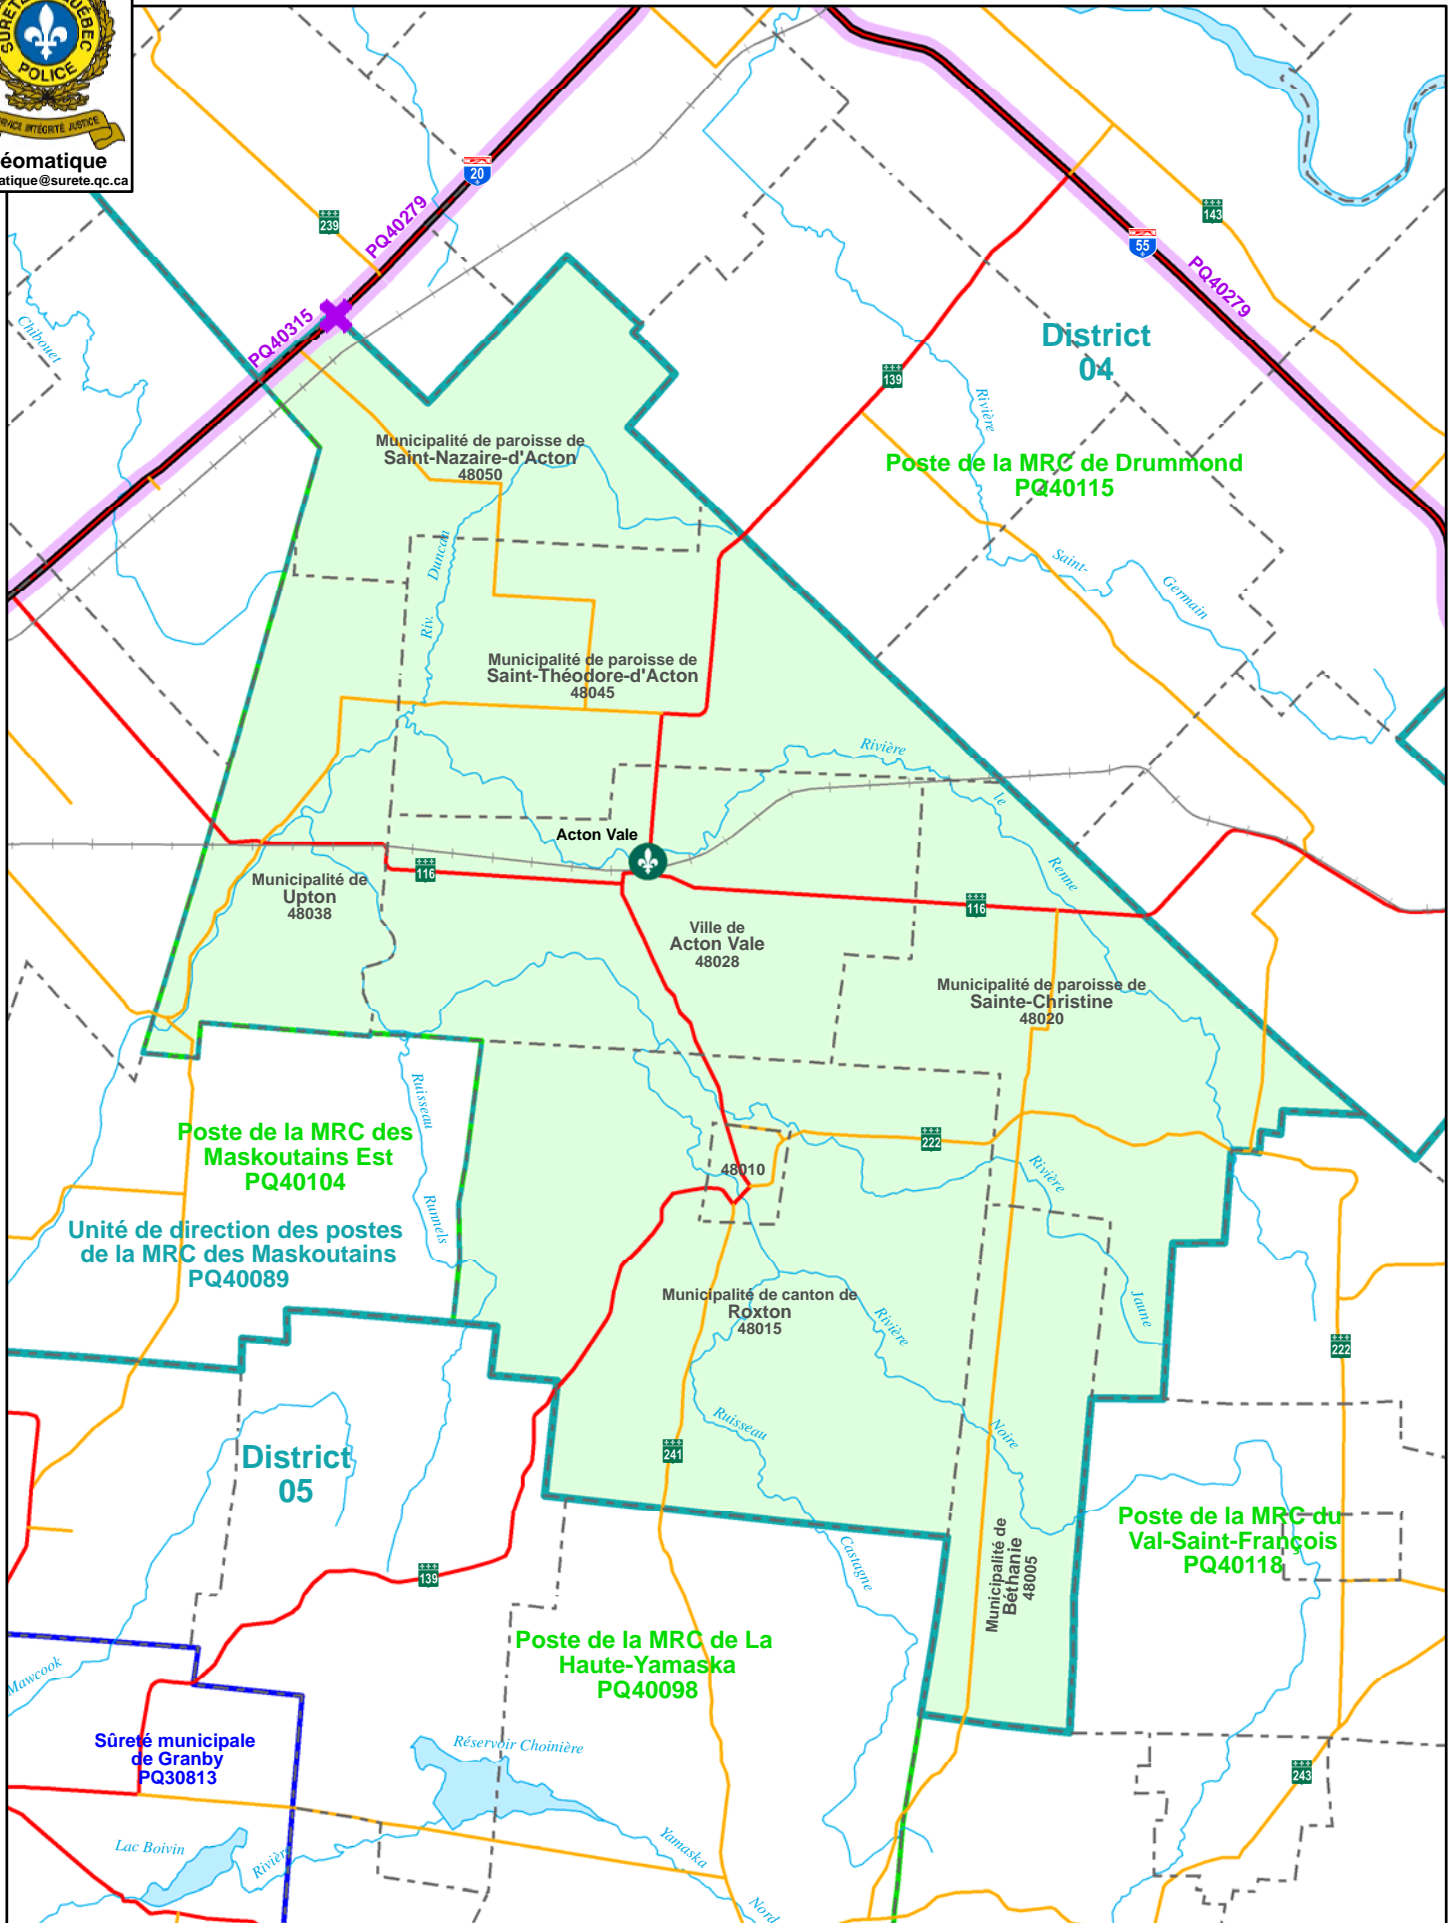 SÛRETÉ DU QUÉBEC
POLICE
SERVICE INTÉGRITÉ JUSTICE
éomatique
atique@surete.qc.ca
20
239
PQ40279
PQ40315
143
55
PQ40279
Chibouet
District
04
139
Rivière
Municipalité de paroisse de
Saint-Nazaire-d'Acton
48050
Poste de la MRC de Drummond
PQ40115
Riv. Duncan
Saint-
Germain
Municipalité de paroisse de
Saint-Théodore-d'Acton
48045
Rivière
le
Renne
Acton Vale
116
Municipalité de
Upton
48038
116
Ville de
Acton Vale
48028
Municipalité de paroisse de
Sainte-Christine
48020
Ruisseau
Runnels
Poste de la MRC des
Maskoutains Est
PQ40104
222
48010
Rivière
Jaune
Unité de direction des postes
de la MRC des Maskoutains
PQ40089
Municipalité de canton de
Roxton
48015
Rivière
Noire
222
Ruisseau
Castagne
241
District
05
Poste de la MRC du
Val-Saint-François
PQ40118
Municipalité de
Béthanie
48005
139
Poste de la MRC de La
Haute-Yamaska
PQ40098
Mawcook
Sûreté municipale
de Granby
PQ30813
Réservoir Choinière
243
Lac Boivin
Rivière
Yamaska
Nord